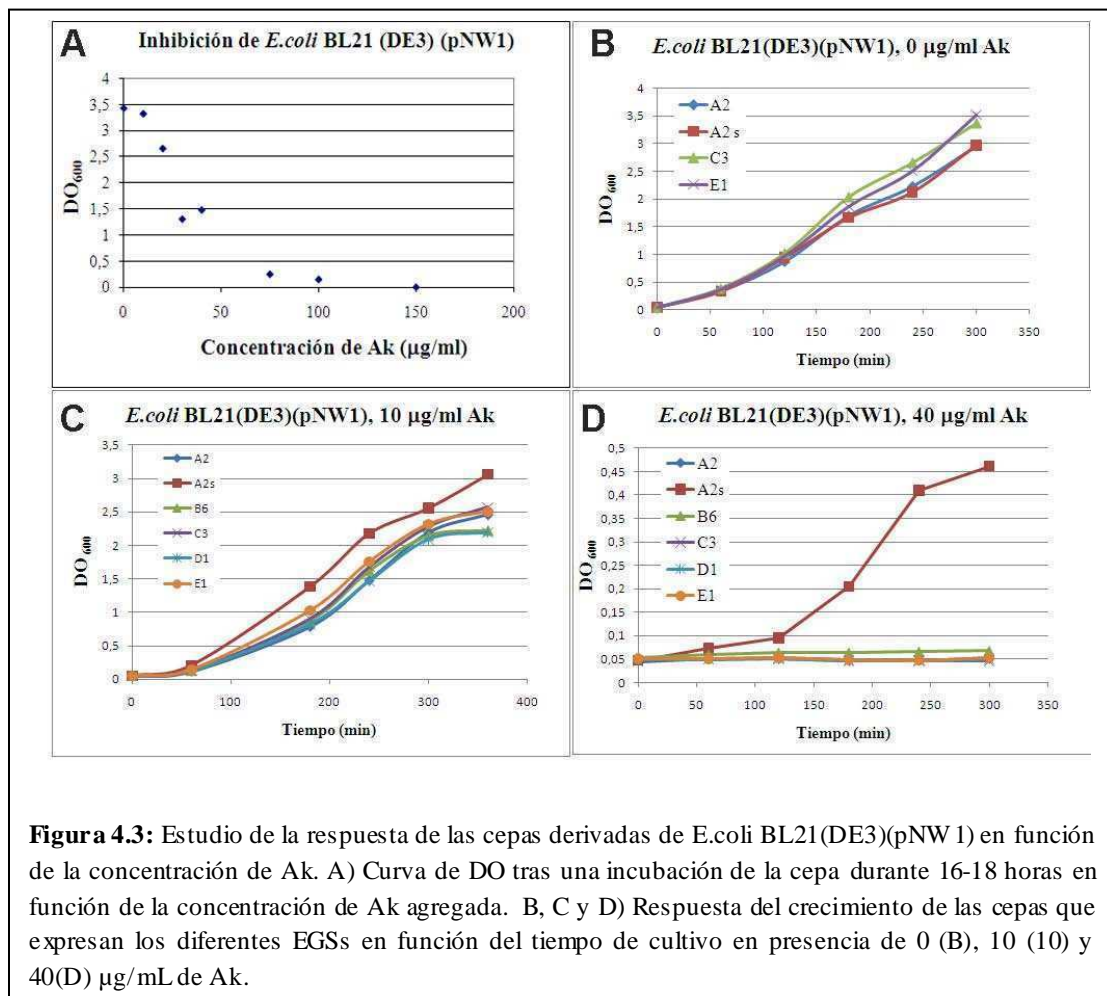 A
Inhibición de E.coli BL21 (DE3) (pNW1)
DO600
4
3,5
3
2,5
2
1,5
1
0,5
0
0
50
100
150
200
Concentración de Ak (µg/ml)
B
E.coli BL21(DE3)(pNW1), 0 µg/ml Ak
DO600
4
3,5
3
2,5
2
1,5
1
0,5
0
A2
A2 s
C3
E1
0
50
100
150
200
250
300
350
Tiempo (min)
C
E.coli BL21(DE3)(pNW1), 10 µg/ml Ak
DO600
3,5
3
2,5
2
1,5
1
0,5
0
A2
A2s
B6
C3
D1
E1
0
100
200
300
400
Tiempo (min)
D
E.coli BL21(DE3)(pNW1), 40 µg/ml Ak
DO600
0,5
0,45
0,4
0,35
0,3
0,25
0,2
0,15
0,1
0,05
0
A2
A2s
B6
C3
D1
E1
0
50
100
150
200
250
300
350
Tiempo (min)
Figura 4.3: Estudio de la respuesta de las cepas derivadas de E.coli BL21(DE3)(pNW1) en función
de la concentración de Ak. A) Curva de DO tras una incubación de la cepa durante 16-18 horas en
función de la concentración de Ak agregada. B, C y D) Respuesta del crecimiento de las cepas que
expresan los diferentes EGSs en función del tiempo de cultivo en presencia de 0 (B), 10 (10) y
40(D) µg/mL de Ak.